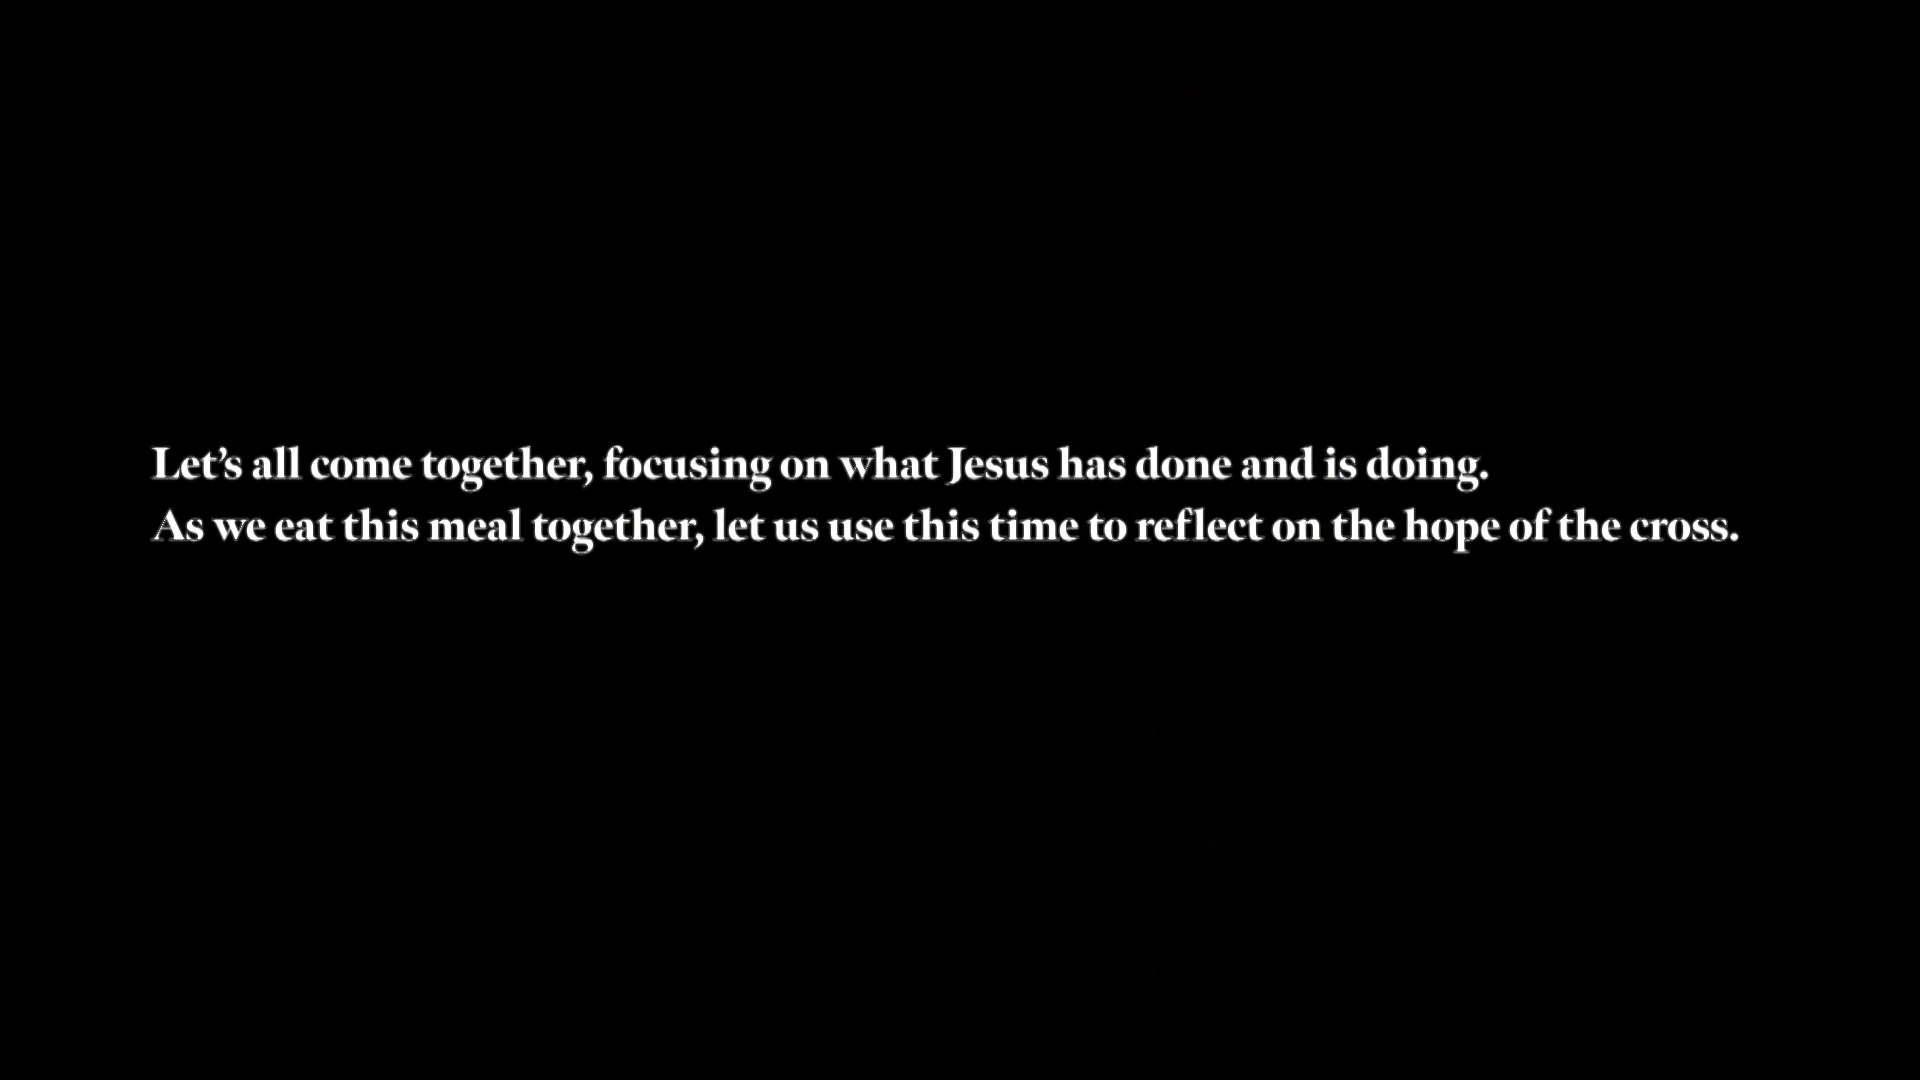 Let’s all come together, focusing on what Jesus has done and is doing.
As we eat this meal together, let us use this time to reflect on the hope of the cross.